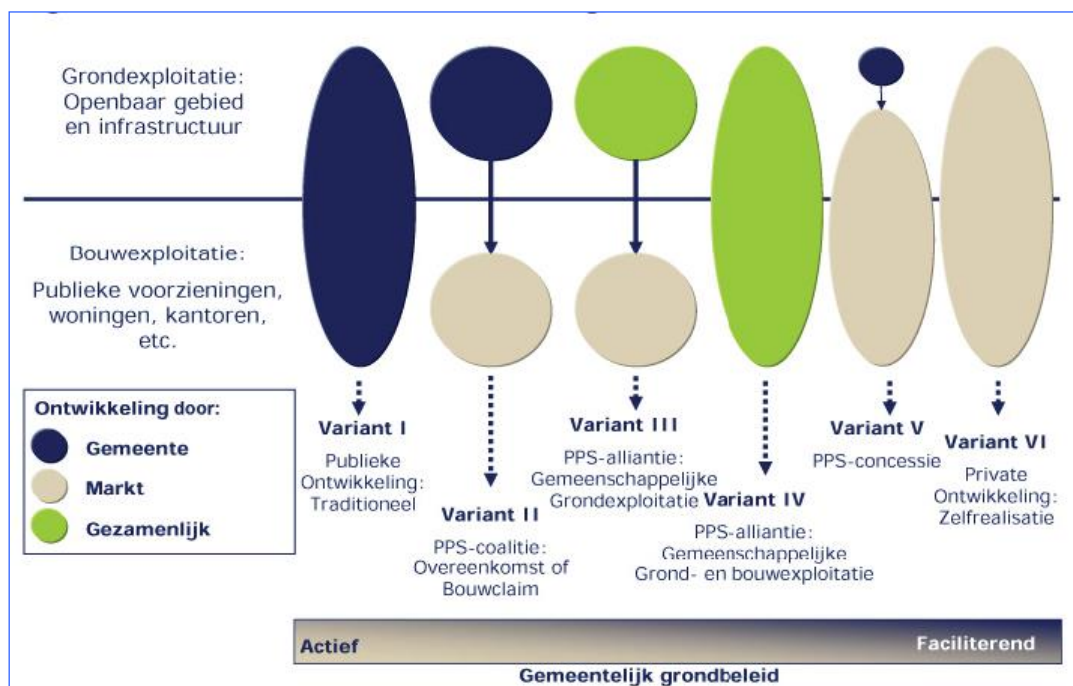 Grondexploitatie:
Openbaar gebied
en infrastructuur
Bouwexploitatie:
Publieke voorzieningen,
woningen, kantoren,
etc.
Ontwikkeling door:
Gemeente
Markt
Gezamenlijk
Variant I
Publieke
Ontwikkeling:
Traditioneel
Variant II
PPS-coalitie:
Overeenkomst of
Bouwclaim
Variant III
PPS-alliantie:
Gemeenschappelijke
Grondexploitatie
Variant IV
PPS-alliantie:
Gemeenschappelijke
Grond- en bouwexploitatie
Variant V
PPS-concessie
Variant VI
Private
Ontwikkeling:
Zelfrealisatie
Actief
Faciliterend
Gemeentelijk grondbeleid